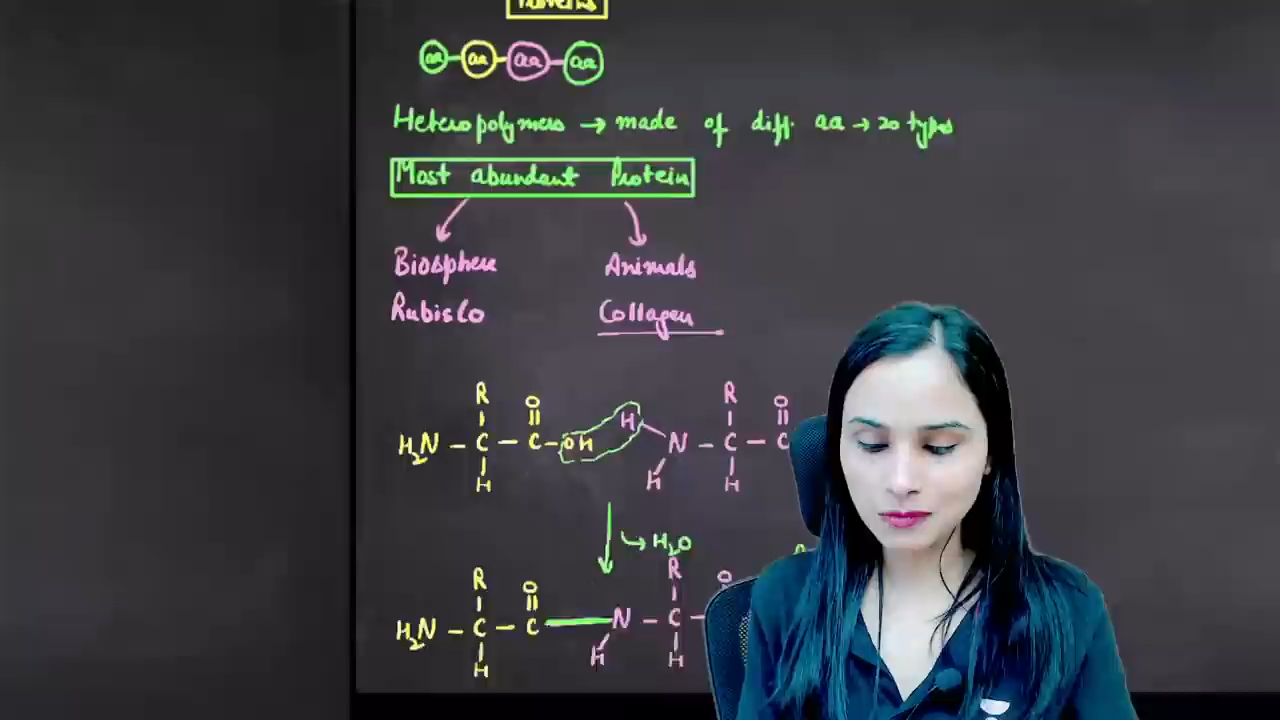 aa aa aa aa
Heteropolymers → made of diff. aa → 20 types
Most abundant Protein
Biosphere Animals
RubisCo Collagen
R O R O
H₂N - C - C - OH H N - C - C
H H H
↳ H₂O
R O R O
H₂N - C - C — N - C -
H H H